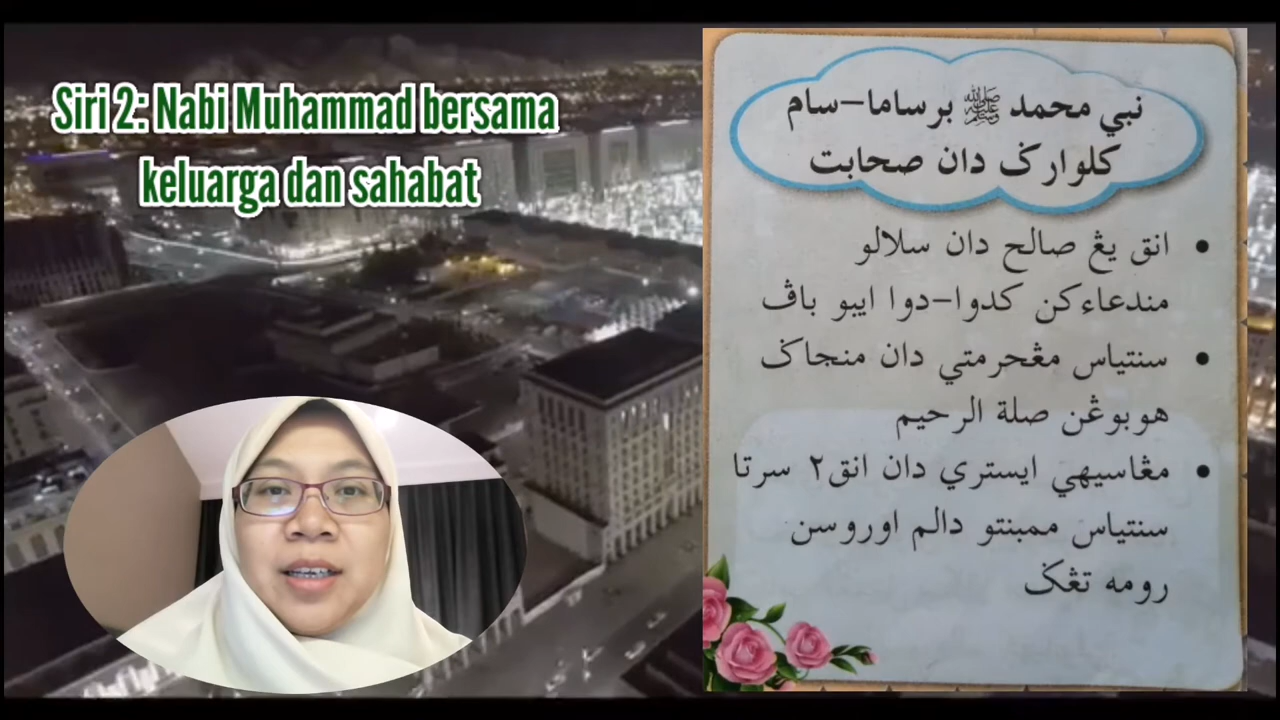 Siri 2: Nabi Muhammad bersama
keluarga dan sahabat
نبي محمد ﷺ برساما-سام
كلوارݢ دان صحابت
• انق يڠ صالح دان سلالو
مندعاءكن كدوا-دوا ايبو باڤ
• سنتياس مڠحرمتي دان منجاݢ
هوبوڠن صلة الرحيم
• مڠاسيهي ايستري دان انق٢ سرتا
سنتياس ممبنتو دالم اوروسن
رومه تڠݢ